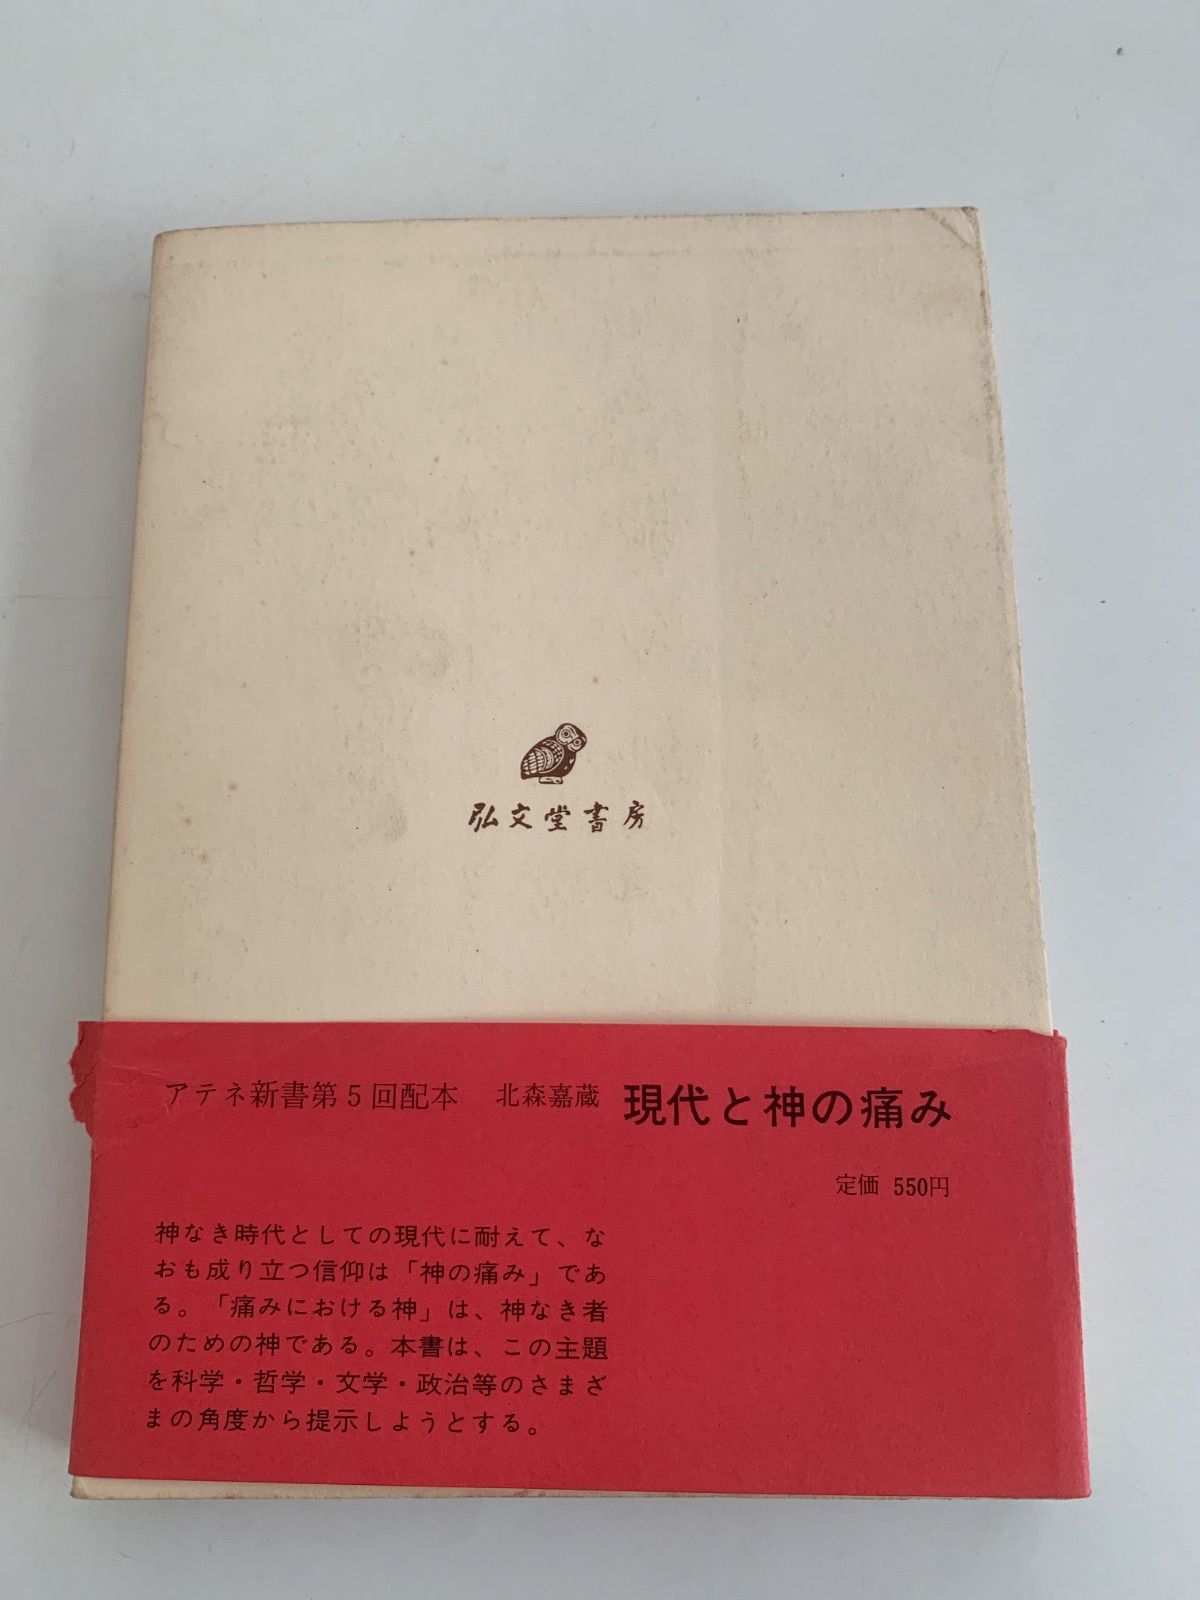 弘文堂書房
アテネ新書第5回配本 北森嘉蔵 現代と神の痛み
定価 550円
神なき時代としての現代に耐えて、な
おも成り立つ信仰は「神の痛み」であ
る。「痛みにおける神」は、神なき者
のための神である。本書は、この主題
を科学・哲学・文学・政治等のさまざ
まの角度から提示しようとする。